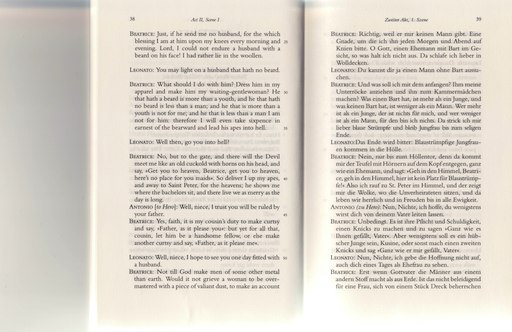 38 Act II, Scene I
BEATRICE: Just, if he send me no husband, for the which
blessing I am at him upon my knees every morning and 25
evening. Lord, I could not endure a husband with a
beard on his face! I had rather lie in the woollen.
LEONATO: You may light on a husband that hath no beard.
BEATRICE: What should I do with him? Dress him in my
apparel and make him my waiting-gentlewoman? He 30
that hath a beard is more than a youth, and he that hath
no beard is less than a man; and he that is more than a
youth is not for me; and he that is less than a man I am
not for him: therefore I will even take sixpence in
earnest of the bearward and lead his apes into hell. 35
LEONATO: Well then, go you into hell?
BEATRICE: No, but to the gate, and there will the Devil
meet me like an old cuckold with horns on his head, and
say, «Get you to heaven, Beatrice, get you to heaven,
here's no place for you maids». So deliver I up my apes, 40
and away to Saint Peter, for the heavens; he shows me
where the bachelors sit, and there live we as merry as the
day is long.
ANTONIO [to Hero]: Well, niece, I trust you will be ruled by
your father. 45
BEATRICE: Yes, faith, it is my cousin's duty to make curtsy
and say, «Father, as it please you»: but yet for all that,
cousin, let him be a handsome fellow, or else make
another curtsy and say, «Father, as it please me».
LEONATO: Well, niece, I hope to see you one day fitted with 50
a husband.
BEATRICE: Not till God make men of some other metal
than earth. Would it not grieve a woman to be over-
mastered with a piece of valiant dust, to make an account
Zweiter Akt, 1. Szene 39
BEATRICE: Richtig, weil er mir keinen Mann gibt. Eine
Gnade, um die ich ihn jeden Morgen und Abend auf
Knien bitte. O Gott, einen Ehemann mit Bart im Ge-
sicht, so was halt ich nicht aus. Da schlafe ich lieber in
Wolldecken.
LEONATO: Du kannst dir ja einen Mann ohne Bart aussu-
chen.
BEATRICE: Und was soll ich mit dem anfangen? Ihm meine
Unterröcke anziehen und ihn zum Kammermädchen
machen? Was einen Bart hat, ist mehr als ein Junge, und
was keinen Bart hat, ist weniger als ein Mann. Wer mehr
ist als ein Junge, der ist nichts für mich, und wer weniger
ist als ein Mann, für den bin ich nichts. Da strick ich mir
lieber blaue Strümpfe und bleib Jungfrau bis zum seligen
Ende.
LEONATO: Das Ende wird bitter: Blaustrümpfige Jungfrau-
en kommen in die Hölle.
BEATRICE: Nein, nur bis zum Höllentor, denn da kommt
mir der Teufel mit Hörnern auf dem Kopf entgegen, ganz
wie ein Ehemann, und sagt: «Geh in den Himmel, Beatri-
ce, geh in den Himmel, hier ist kein Platz für Blaustrümp-
fe!» Also ich rauf zu St. Peter im Himmel, und der zeigt
mir die Wolke, wo die Unverheirateten sitzen, und da
leben wir herrlich und in Freuden bis in alle Ewigkeit.
ANTONIO (zu Hero): Nun, Nichte, ich hoffe, du wenigstens
wirst dich von deinem Vater leiten lassen.
BEATRICE: Unbedingt. Es ist ihre Pflicht und Schuldigkeit,
einen Knicks zu machen und zu sagen «Ganz wie es
Ihnen gefällt, Vater». Aber wenigstens soll es ein hüb-
scher Junge sein, Kusine, oder sonst mach einen zweiten
Knicks und sag «Ganz wie er mir gefällt, Vater».
LEONATO: Nun, Nichte, ich gebe die Hoffnung nicht auf,
auch dich eines Tages als Ehefrau zu sehen.
BEATRICE: Erst wenn Gottvater die Männer aus einem
andern Stoff macht als aus Erde. Ist das nicht beleidigend
für eine Frau, sich von einem Stück Dreck beherrschen